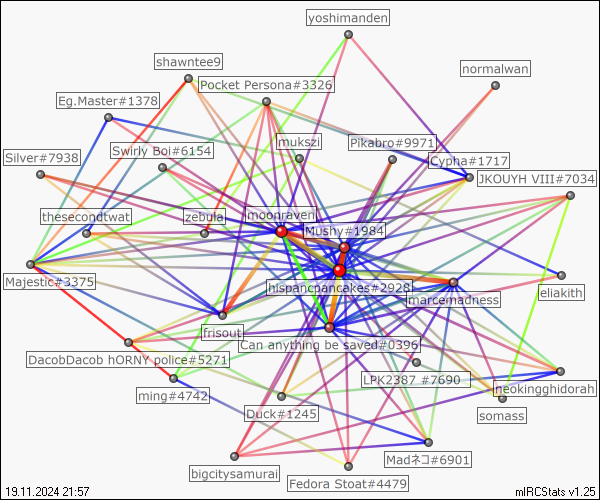 yoshimanden
shawntee9
normalwan
Pocket Persona#3326
Eg.Master#1378
mukszi
Pikabro#9971
Swirly Boi#6154
Silver#7938
Cypha#1717
JKOUYH VIII#7034
thesecondtwat
zebula
moonraven
Mushy#1984
Majestic#3375
hispancpancakes#2928
eliakith
marcemadness
frisout
Can anything be saved#0396
DacobDacob hORNY police#5271
LPK2387 #7690
neokingghidorah
ming#4742
Duck#1245
somass
Madネコ#6901
bigcitysamurai
Fedora Stoat#4479
19.11.2024 21:57
mIRCStats v1.25